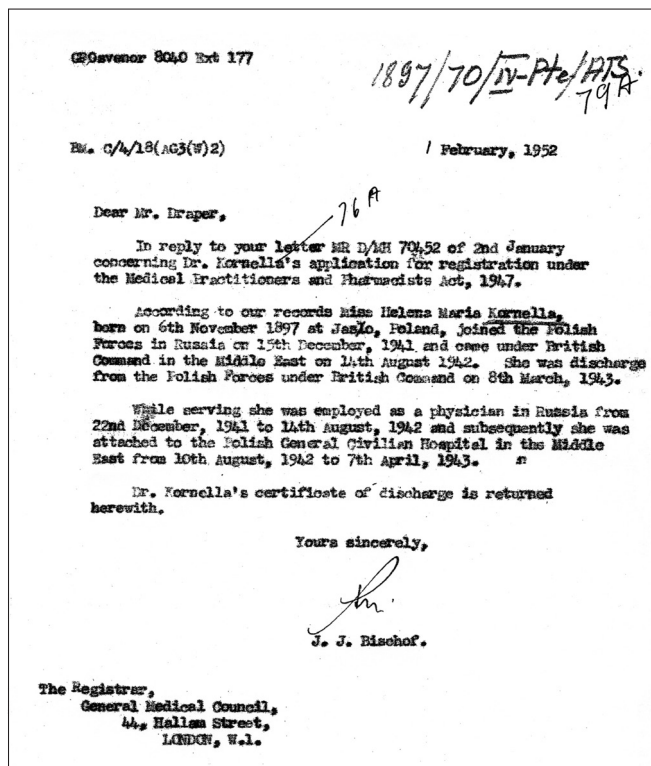 GROsvenor 8040 Ext 177
1897/70/IV-Pte/ATS.
79A
BM. C/4/18(AG3(W)2)
1 February, 1952
76A
Dear Mr. Draper,
In reply to your letter MR D/MH 70452 of 2nd January
concerning Dr. Kornella's application for registration under
the Medical Practitioners and Pharmacists Act, 1947.
According to our records Miss Helena Maria Kornella,
born on 6th November 1897 at Jaslo, Poland, joined the Polish
Forces in Russia on 15th December, 1941 and came under British
Command in the Middle East on 14th August 1942. She was discharge
from the Polish Forces under British Command on 8th March, 1943.
While serving she was employed as a physician in Russia from
22nd December, 1941 to 14th August, 1942 and subsequently she was
attached to the Polish General Civilian Hospital in the Middle
East from 10th August, 1942 to 7th April, 1943.
Dr. Kornella's certificate of discharge is returned
herewith.
Yours sincerely,
J. J. Bischof.
The Registrar,
General Medical Council,
44, Hallam Street,
LONDON, W.1.